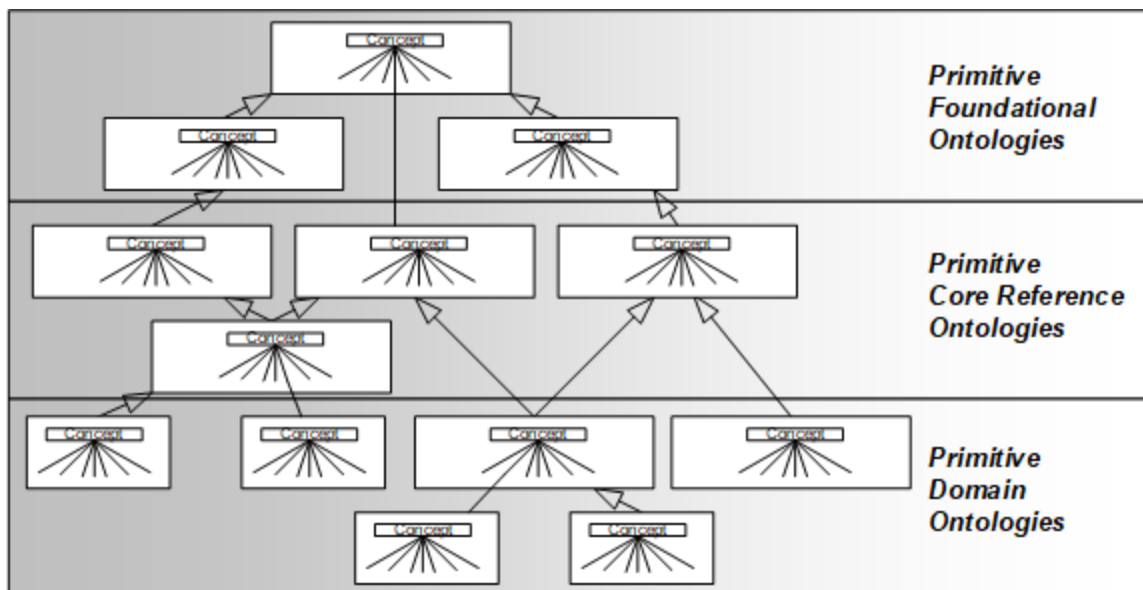 Concept
Primitive
Foundational
Ontologies
Concept
Concept
Concept
Concept
Concept
Primitive
Core Reference
Ontologies
Concept
Concept
Concept
Concept
Concept
Primitive
Domain
Ontologies
Concept
Concept